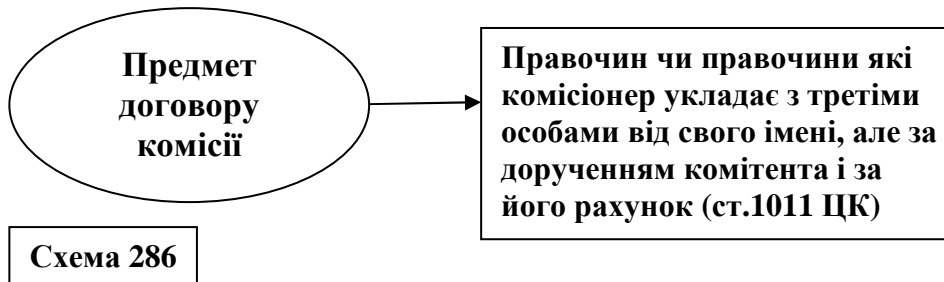 Предмет
договору
комісії
Правочин чи правочини які
комісіонер укладає з третіми
особами від свого імені, але за
дорученням комітента і за
його рахунок (ст.1011 ЦК)
Схема 286